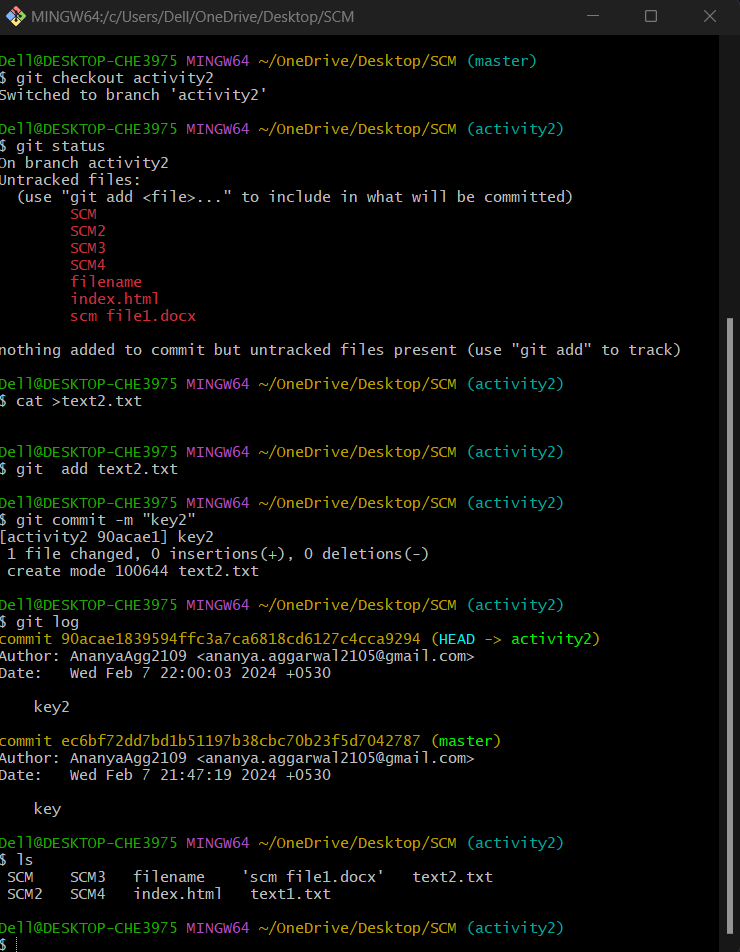 MINGW64:/c/Users/Dell/OneDrive/Desktop/SCM
Dell@DESKTOP-CHE3975 MINGW64 ~/OneDrive/Desktop/SCM (master)
$ git checkout activity2
Switched to branch 'activity2'
Dell@DESKTOP-CHE3975 MINGW64 ~/OneDrive/Desktop/SCM (activity2)
$ git status
On branch activity2
Untracked files:
  (use "git add <file>..." to include in what will be committed)
        SCM
        SCM2
        SCM3
        SCM4
        filename
        index.html
        scm file1.docx
nothing added to commit but untracked files present (use "git add" to track)
Dell@DESKTOP-CHE3975 MINGW64 ~/OneDrive/Desktop/SCM (activity2)
$ cat >text2.txt
Dell@DESKTOP-CHE3975 MINGW64 ~/OneDrive/Desktop/SCM (activity2)
$ git  add text2.txt
Dell@DESKTOP-CHE3975 MINGW64 ~/OneDrive/Desktop/SCM (activity2)
$ git commit -m "key2"
[activity2 90acae1] key2
 1 file changed, 0 insertions(+), 0 deletions(-)
 create mode 100644 text2.txt
Dell@DESKTOP-CHE3975 MINGW64 ~/OneDrive/Desktop/SCM (activity2)
$ git log
commit 90acae1839594ffc3a7ca6818cd6127c4cca9294 (HEAD -> activity2)
Author: AnanyaAgg2109 <ananya.aggarwal2105@gmail.com>
Date:   Wed Feb 7 22:00:03 2024 +0530
    key2
commit ec6bf72dd7bd1b51197b38cbc70b23f5d7042787 (master)
Author: AnanyaAgg2109 <ananya.aggarwal2105@gmail.com>
Date:   Wed Feb 7 21:47:19 2024 +0530
    key
Dell@DESKTOP-CHE3975 MINGW64 ~/OneDrive/Desktop/SCM (activity2)
$ ls
 SCM    SCM3   filename    'scm file1.docx'   text2.txt
 SCM2   SCM4   index.html   text1.txt
Dell@DESKTOP-CHE3975 MINGW64 ~/OneDrive/Desktop/SCM (activity2)
$